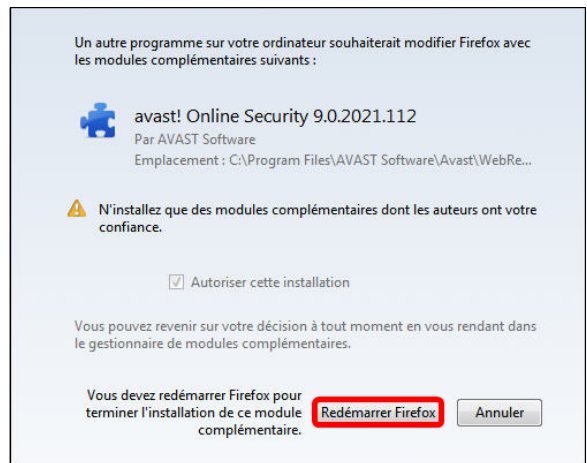 Un autre programme sur votre ordinateur souhaiterait modifier Firefox avec
les modules complémentaires suivants :
avast! Online Security 9.0.2021.112
Par AVAST Software
Emplacement : C:\Program Files\AVAST Software\Avast\WebRe...
N'installez que des modules complémentaires dont les auteurs ont votre
confiance.
Autoriser cette installation
Vous pouvez revenir sur votre décision à tout moment en vous rendant dans
le gestionnaire de modules complémentaires.
Vous devez redémarrer Firefox pour
terminer l'installation de ce module
complémentaire.
Redémarrer Firefox
Annuler